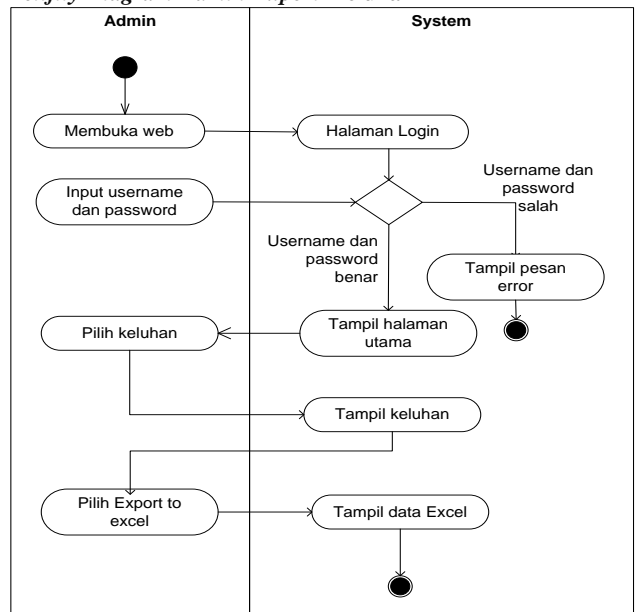 Admin
System
Membuka web
Halaman Login
Input username
dan password
Username dan
password
salah
Username dan
password
benar
Tampil pesan
error
Pilih keluhan
Tampil halaman
utama
Tampil keluhan
Pilih Export to
excel
Tampil data Excel